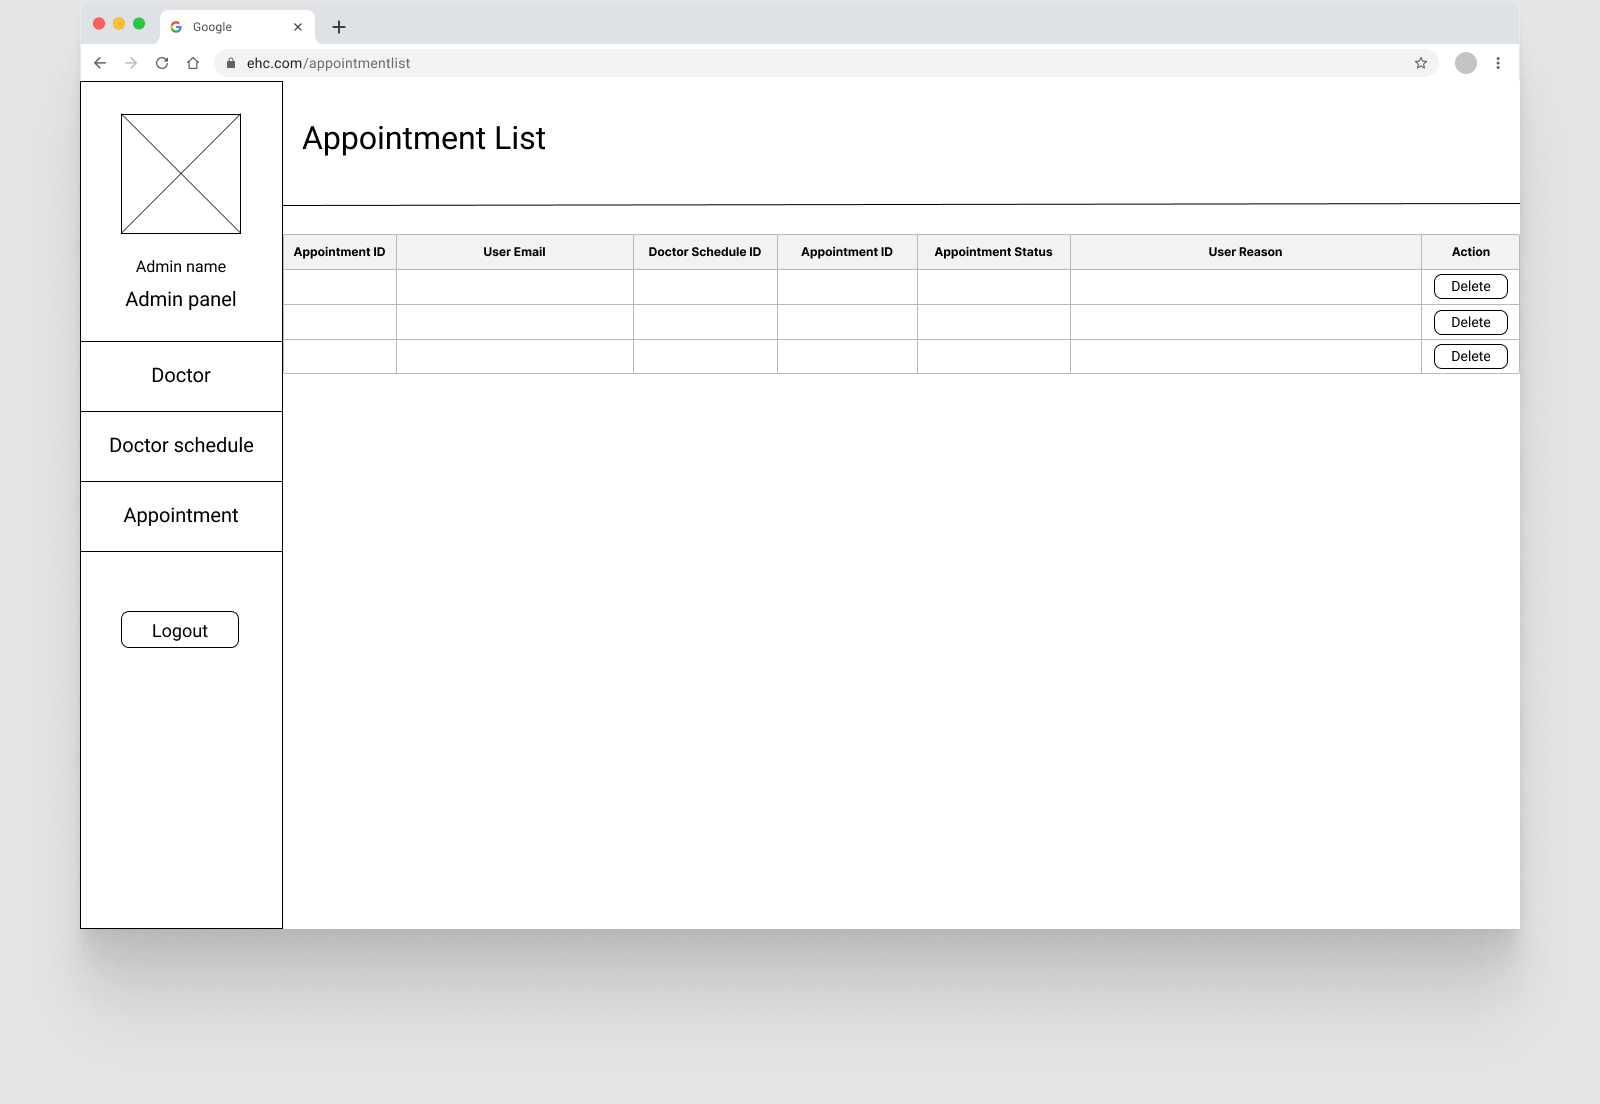 Google
ehc.com/appointmentlist
Admin name
Admin panel
Doctor
Doctor schedule
Appointment
Logout
Appointment List
Appointment ID User Email Doctor Schedule ID Appointment ID Appointment Status User Reason Action
Delete
Delete
Delete